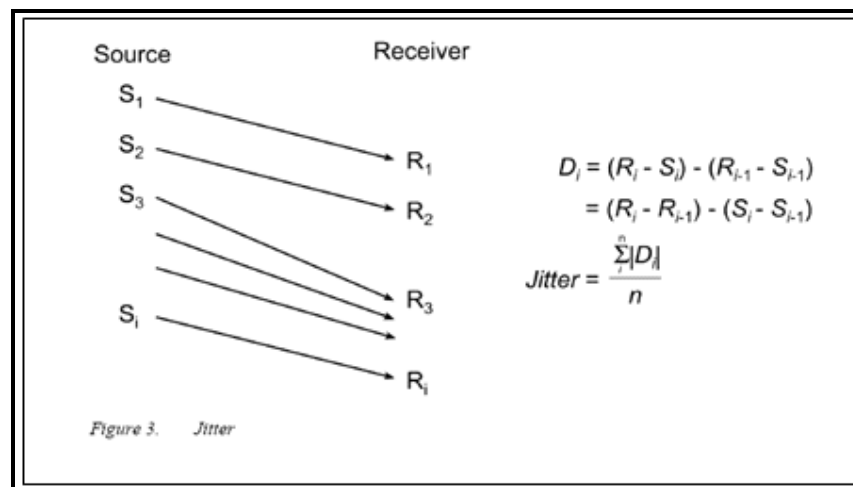 Source Receiver
S₁
S₂
R₁
S₃
R₂
R₃
Sᵢ
Rᵢ
Dᵢ = (Rᵢ - Sᵢ) - (Rᵢ₋₁ - Sᵢ₋₁)
= (Rᵢ - Rᵢ₋₁) - (Sᵢ - Sᵢ₋₁)
n
Σ|Dᵢ|
i
Jitter =
n
Figure 3. Jitter